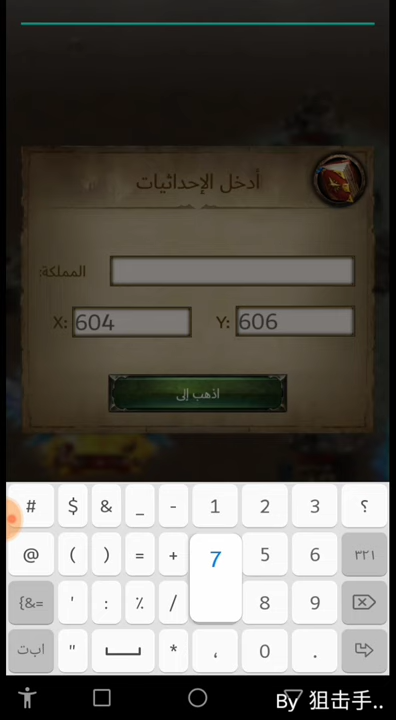 أدخل الإحداثيات
المملكة:
X: 604 Y: 606
اذهب إلى
# $ & _ - 1 2 3 ؟
@ ( ) = + 7 5 6 ٣٢١
{&= ' : ٪ / 8 9
ابت " * ، 0 .
By 狙击手..